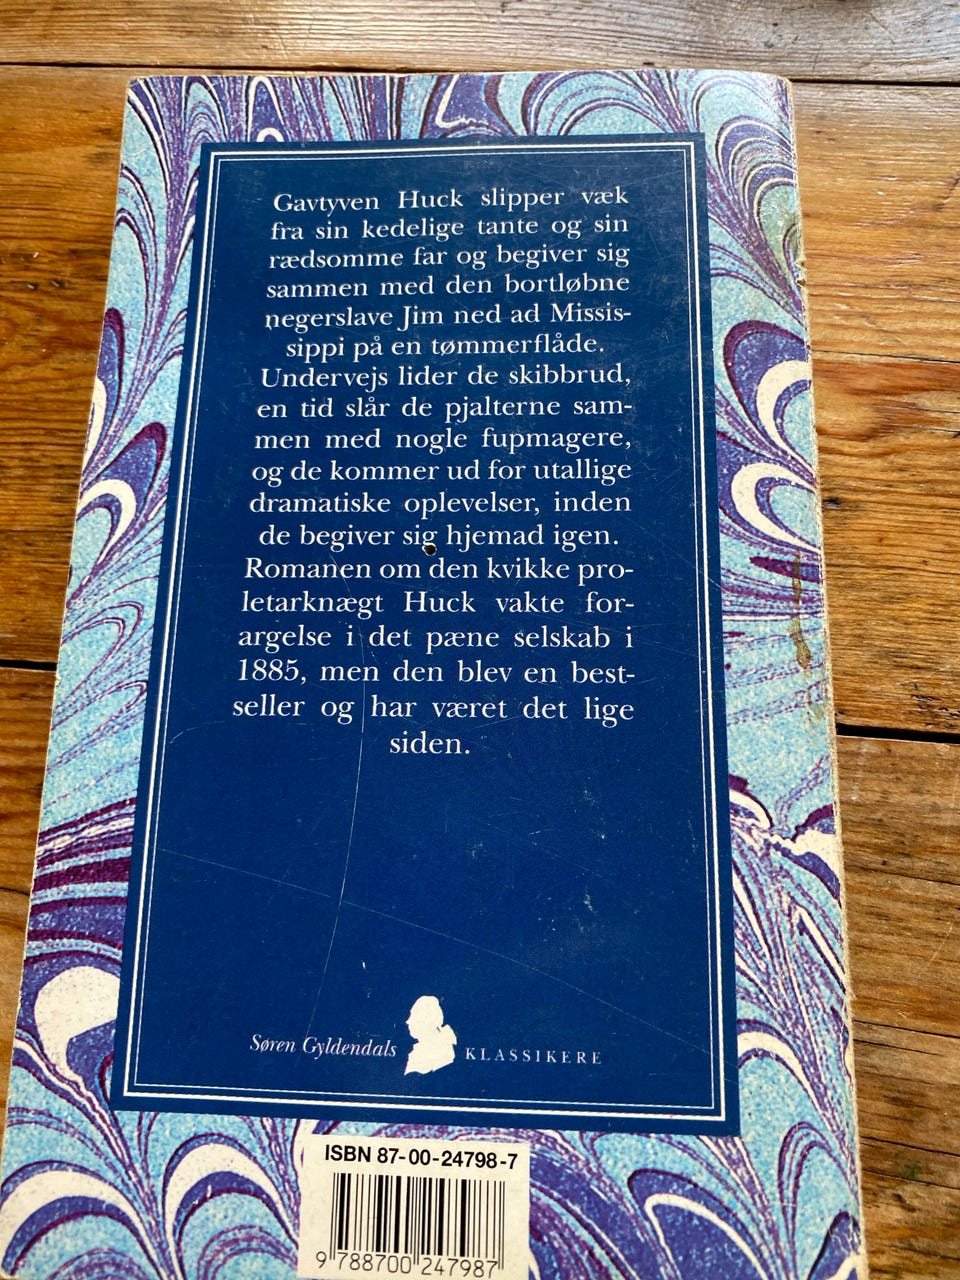 Gavtyven Huck slipper væk
fra sin kedelige tante og sin
rædsomme far og begiver sig
sammen med den bortløbne
negerslave Jim ned ad Missis-
sippi på en tømmerflåde.
Undervejs lider de skibbrud,
en tid slår de pjalterne sam-
men med nogle fupmagere,
og de kommer ud for utallige
dramatiske oplevelser, inden
de begiver sig hjemad igen.
Romanen om den kvikke pro-
letarknægt Huck vakte for-
argelse i det pæne selskab i
1885, men den blev en best-
seller og har været det lige
siden.
Søren Gyldendals KLASSIKERE
ISBN 87-00-24798-7
9 788700 247987